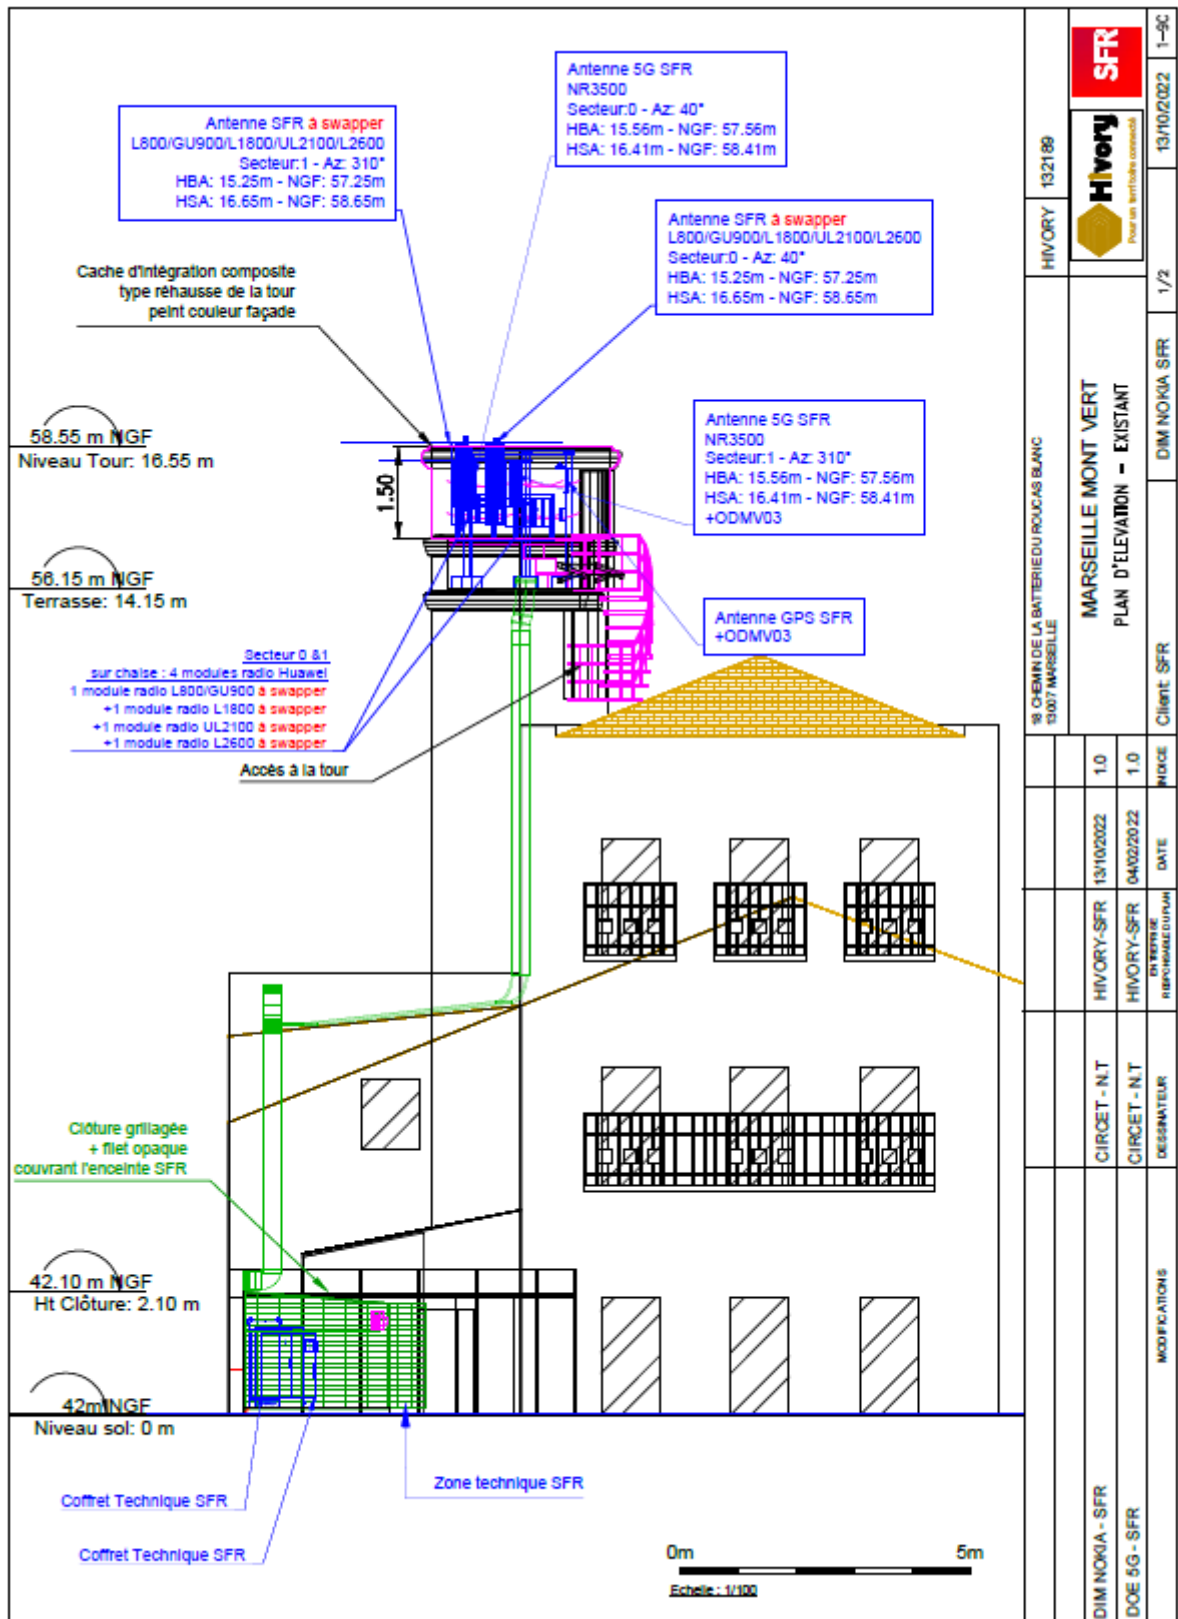 Antenne 5G SFR
NR3500
Secteur:0 - Az: 40°
HBA: 15.56m - NGF: 57.56m
HSA: 16.41m - NGF: 58.41m
Antenne SFR à swapper
L800/GU900/L1800/UL2100/L2600
Secteur:1 - Az: 310°
HBA: 15.25m - NGF: 57.25m
HSA: 16.65m - NGF: 58.65m
Antenne SFR à swapper
L800/GU900/L1800/UL2100/L2600
Secteur:0 - Az: 40°
HBA: 15.25m - NGF: 57.25m
HSA: 16.65m - NGF: 58.65m
Cache d'intégration composite
type réhausse de la tour
peint couleur façade
58.55 m NGF
Niveau Tour: 16.55 m
1.50
Antenne 5G SFR
NR3500
Secteur:1 - Az: 310°
HBA: 15.56m - NGF: 57.56m
HSA: 16.41m - NGF: 58.41m
+ODMV03
56.15 m NGF
Terrasse: 14.15 m
Antenne GPS SFR
+ODMV03
Secteur 0 &1
sur chaise : 4 modules radio Huawei
1 module radio L800/GU900 à swapper
+1 module radio L1800 à swapper
+1 module radio UL2100 à swapper
+1 module radio L2600 à swapper
Accès à la tour
Clôture grillagée
+ filet opaque
couvrant l'enceinte SFR
42.10 m NGF
Ht Clôture: 2.10 m
42m NGF
Niveau sol: 0 m
Coffret Technique SFR
Zone technique SFR
Coffret Technique SFR
0m 5m
Echelle : 1/100
HIVORY 132189
SFR
Hivory
Pour un territoire connecté
18 CHEMIN DE LA BATTERIE DU ROUCAS BLANC
13007 MARSEILLE
MARSEILLE MONT VERT
PLAN D'ELEVATION - EXISTANT
Client: SFR DIM NOKIA SFR 1/2 13/10/2022 1-9C
DIM NOKIA - SFR CIRCET - N.T HIVORY-SFR 13/10/2022 1.0
DOE 5G - SFR CIRCET - N.T HIVORY-SFR 04/02/2022 1.0
MODIFICATIONS DESSINATEUR ENTREPRISE RESPONSABLE DU PLAN DATE INDICE